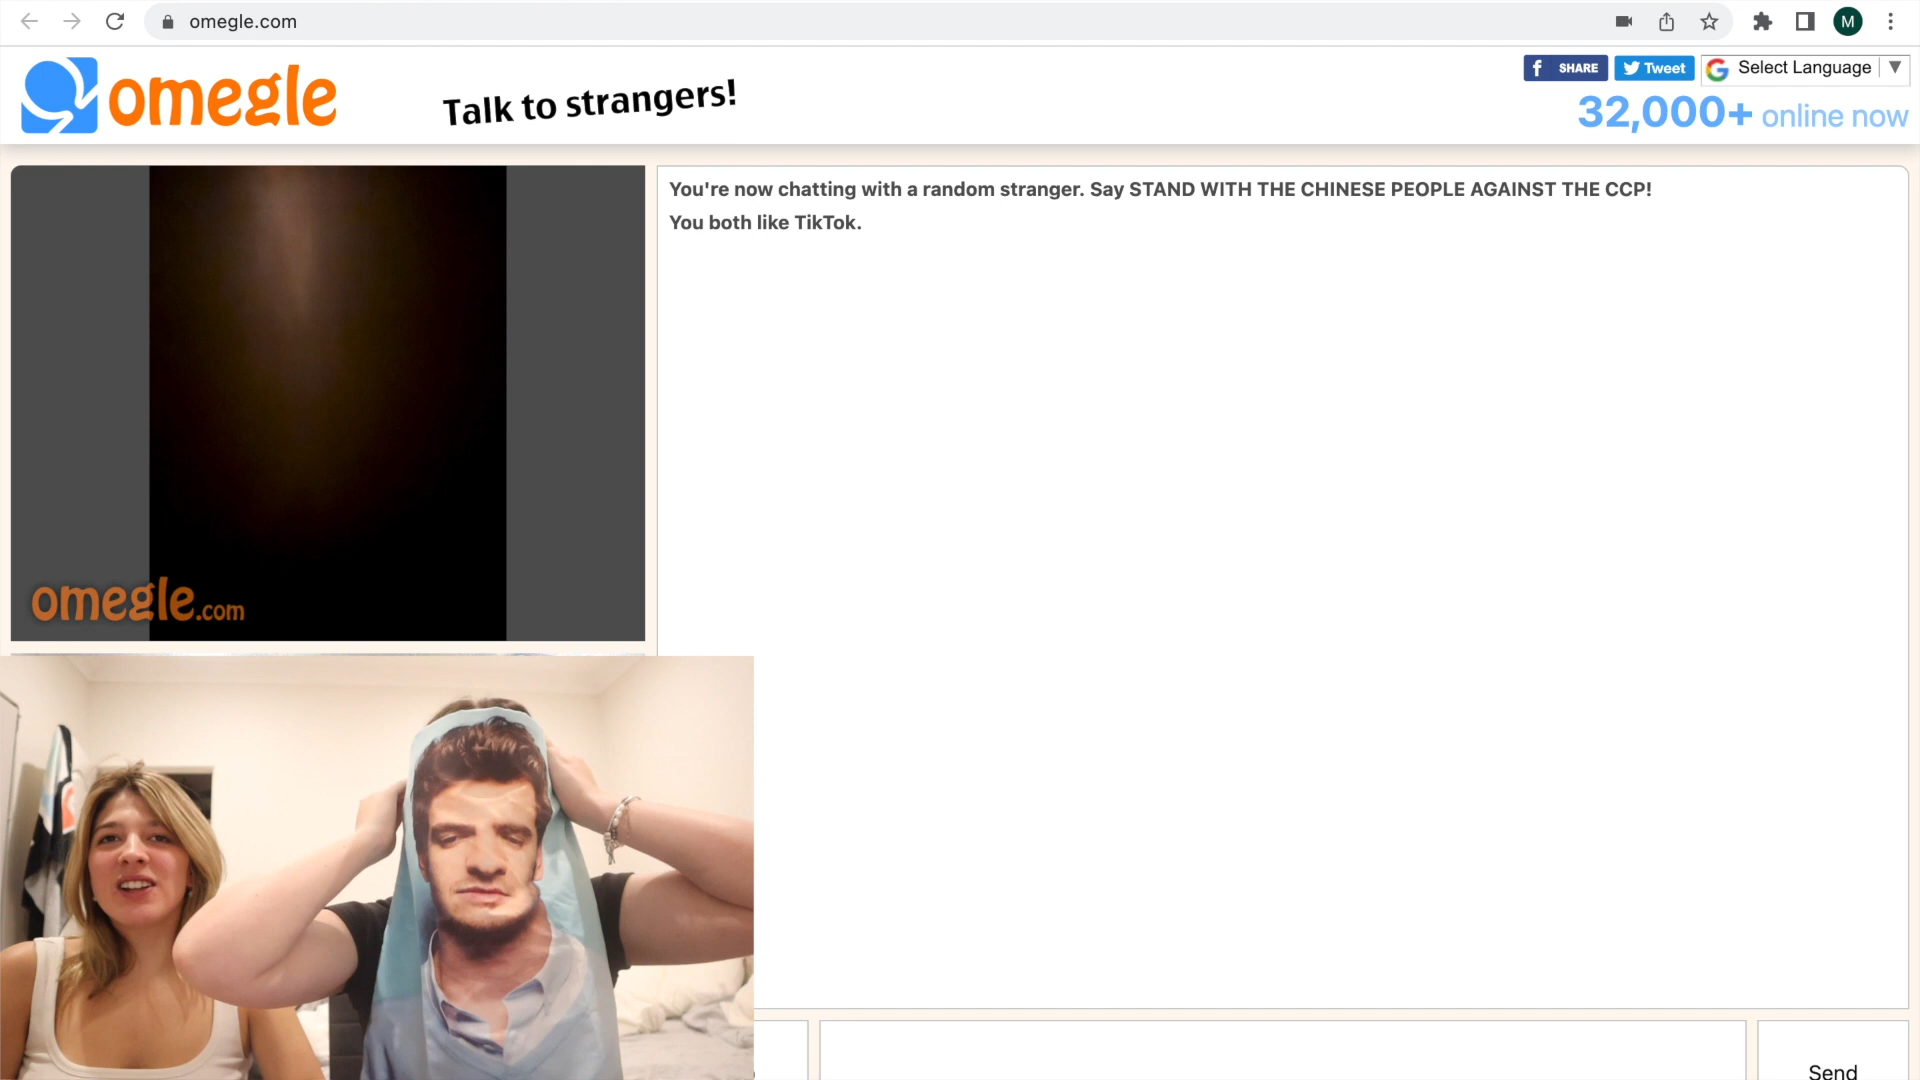 omegle.com
M
omegle
Talk to strangers!
f SHARE
Tweet
G Select Language ▼
32,000+ online now
You're now chatting with a random stranger. Say STAND WITH THE CHINESE PEOPLE AGAINST THE CCP!
You both like TikTok.
omegle.com
Send